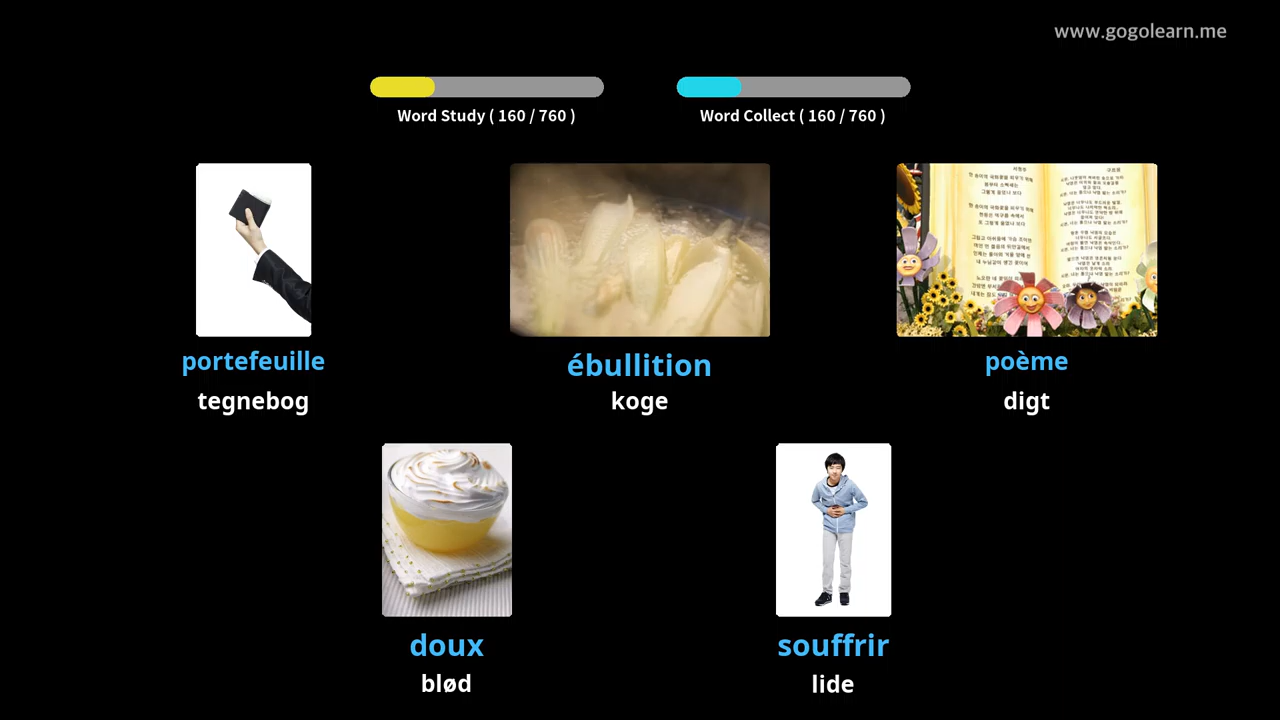 www.gogolearn.me
Word Study ( 160 / 760 )
Word Collect ( 160 / 760 )
portefeuille
ébullition
poème
tegnebog
koge
digt
doux
souffrir
blød
lide